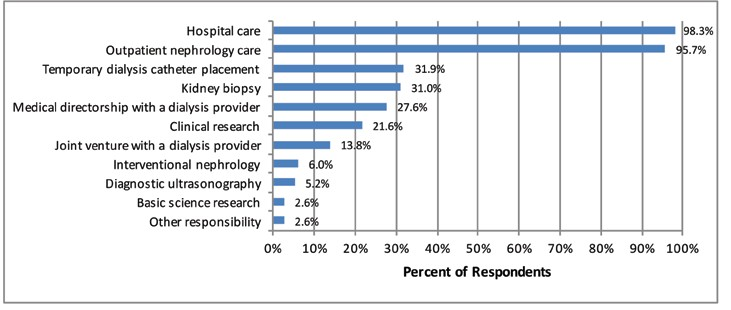 Hospital care 98.3%
Outpatient nephrology care 95.7%
Temporary dialysis catheter placement 31.9%
Kidney biopsy 31.0%
Medical directorship with a dialysis provider 27.6%
Clinical research 21.6%
Joint venture with a dialysis provider 13.8%
Interventional nephrology 6.0%
Diagnostic ultrasonography 5.2%
Basic science research 2.6%
Other responsibility 2.6%
0% 10% 20% 30% 40% 50% 60% 70% 80% 90% 100%
Percent of Respondents